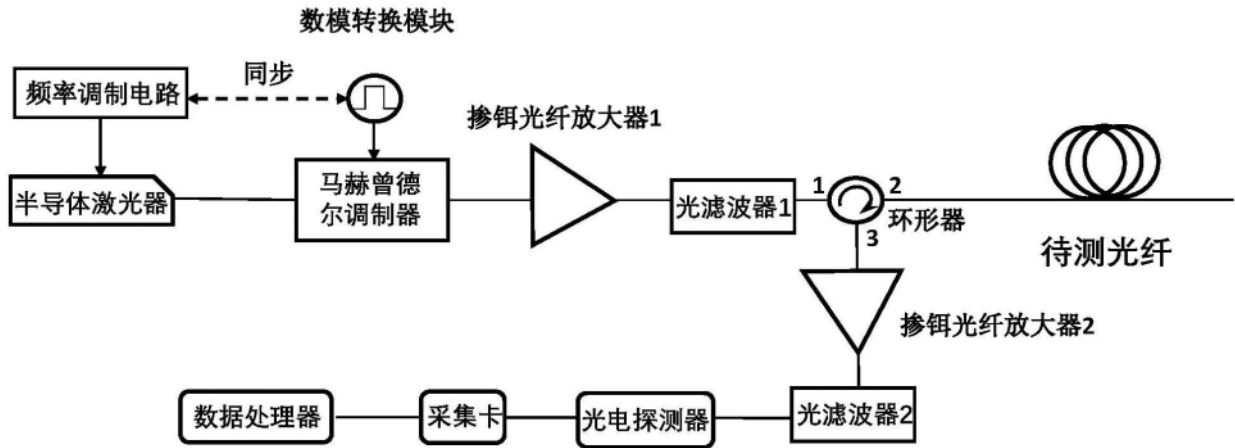 数模转换模块
频率调制电路
同步
掺铒光纤放大器1
半导体激光器
马赫曾德
尔调制器
光滤波器1
1
2
3
环形器
待测光纤
掺铒光纤放大器2
数据处理器
采集卡
光电探测器
光滤波器2